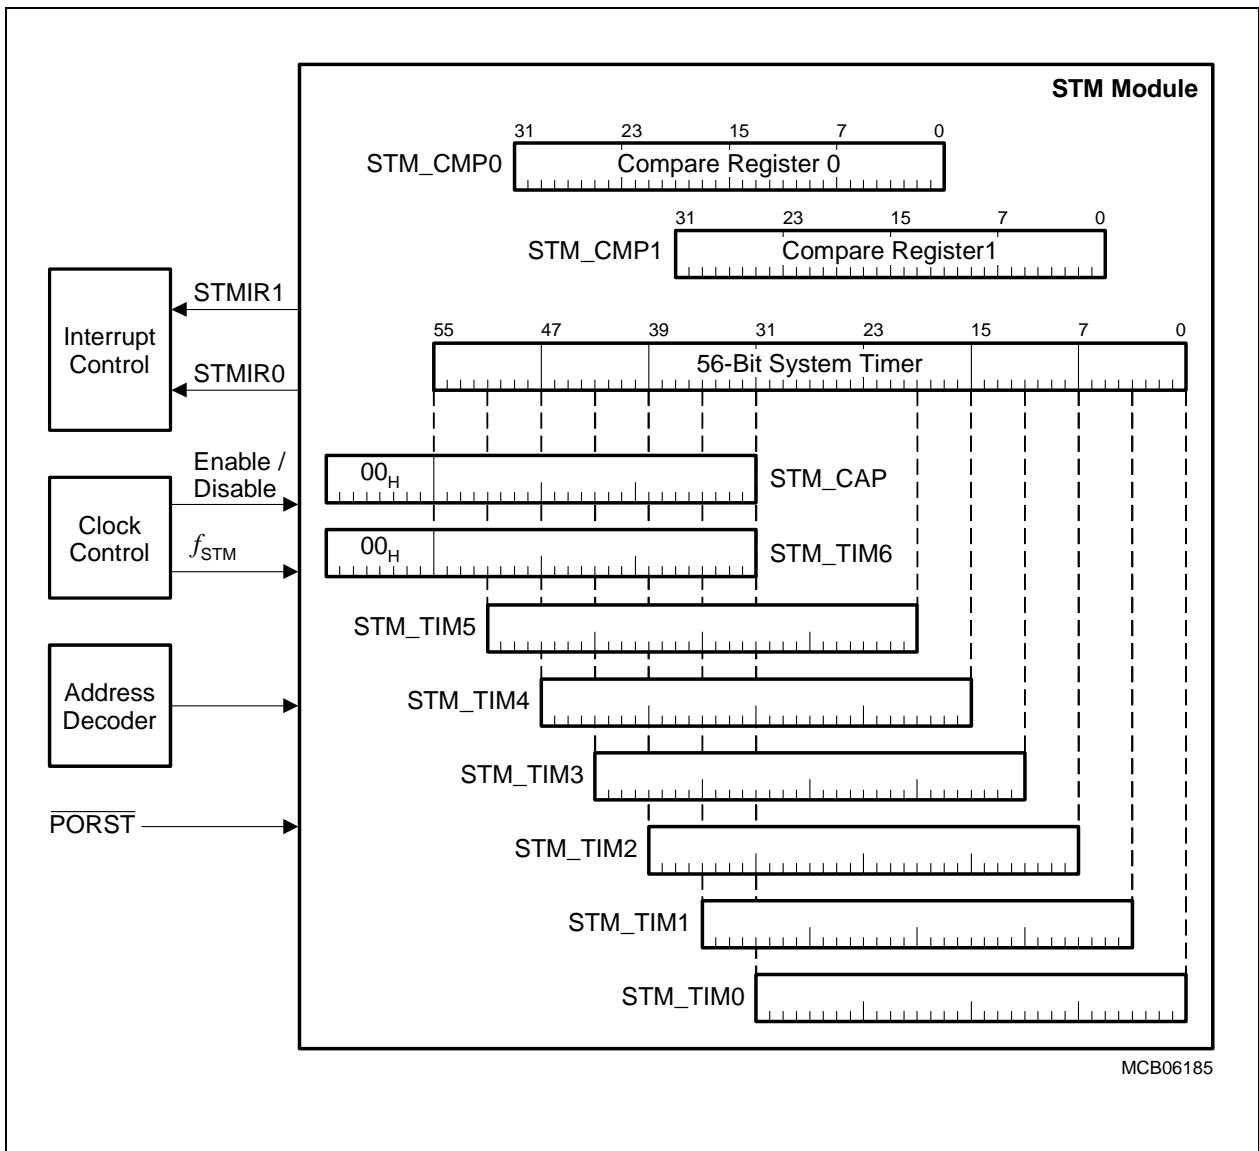 STM Module
31 23 15 7 0
STM_CMP0 Compare Register 0
31 23 15 7 0
STM_CMP1 Compare Register1
Interrupt
Control
STMIR1
STMIR0
55 47 39 31 23 15 7 0
56-Bit System Timer
Clock
Control
Enable /
Disable
fSTM
00H STM_CAP
00H STM_TIM6
STM_TIM5
Address
Decoder
STM_TIM4
STM_TIM3
PORST
STM_TIM2
STM_TIM1
STM_TIM0
MCB06185